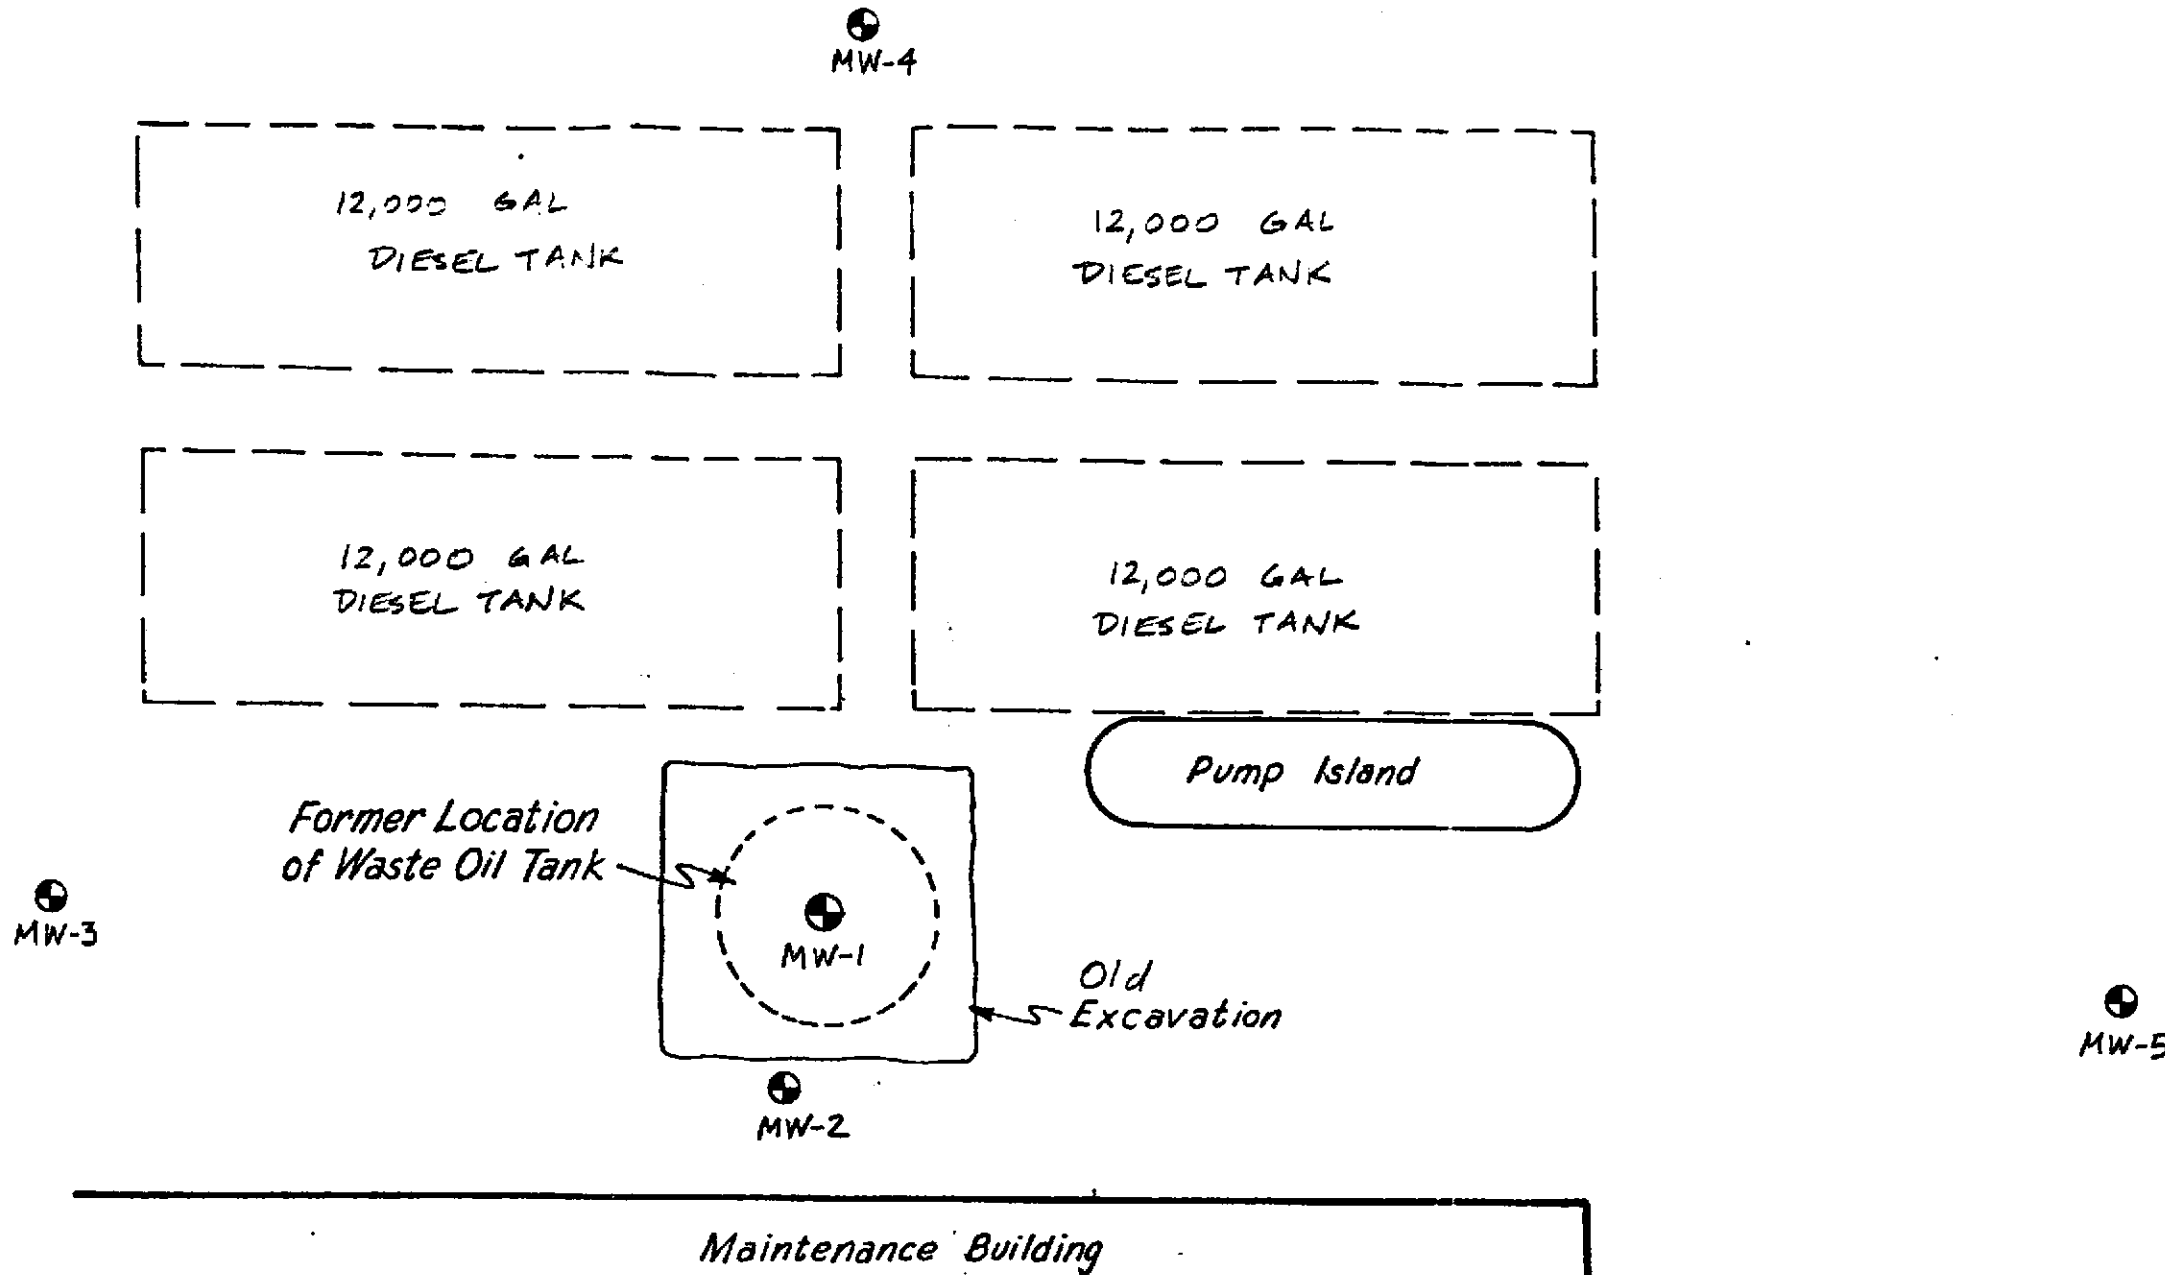 MW-4
12,000 GAL
DIESEL TANK
12,000 GAL
DIESEL TANK
12,000 GAL
DIESEL TANK
12,000 GAL
DIESEL TANK
Pump Island
Former Location
of Waste Oil Tank
MW-3
MW-1
Old
Excavation
MW-5
MW-2
Maintenance Building